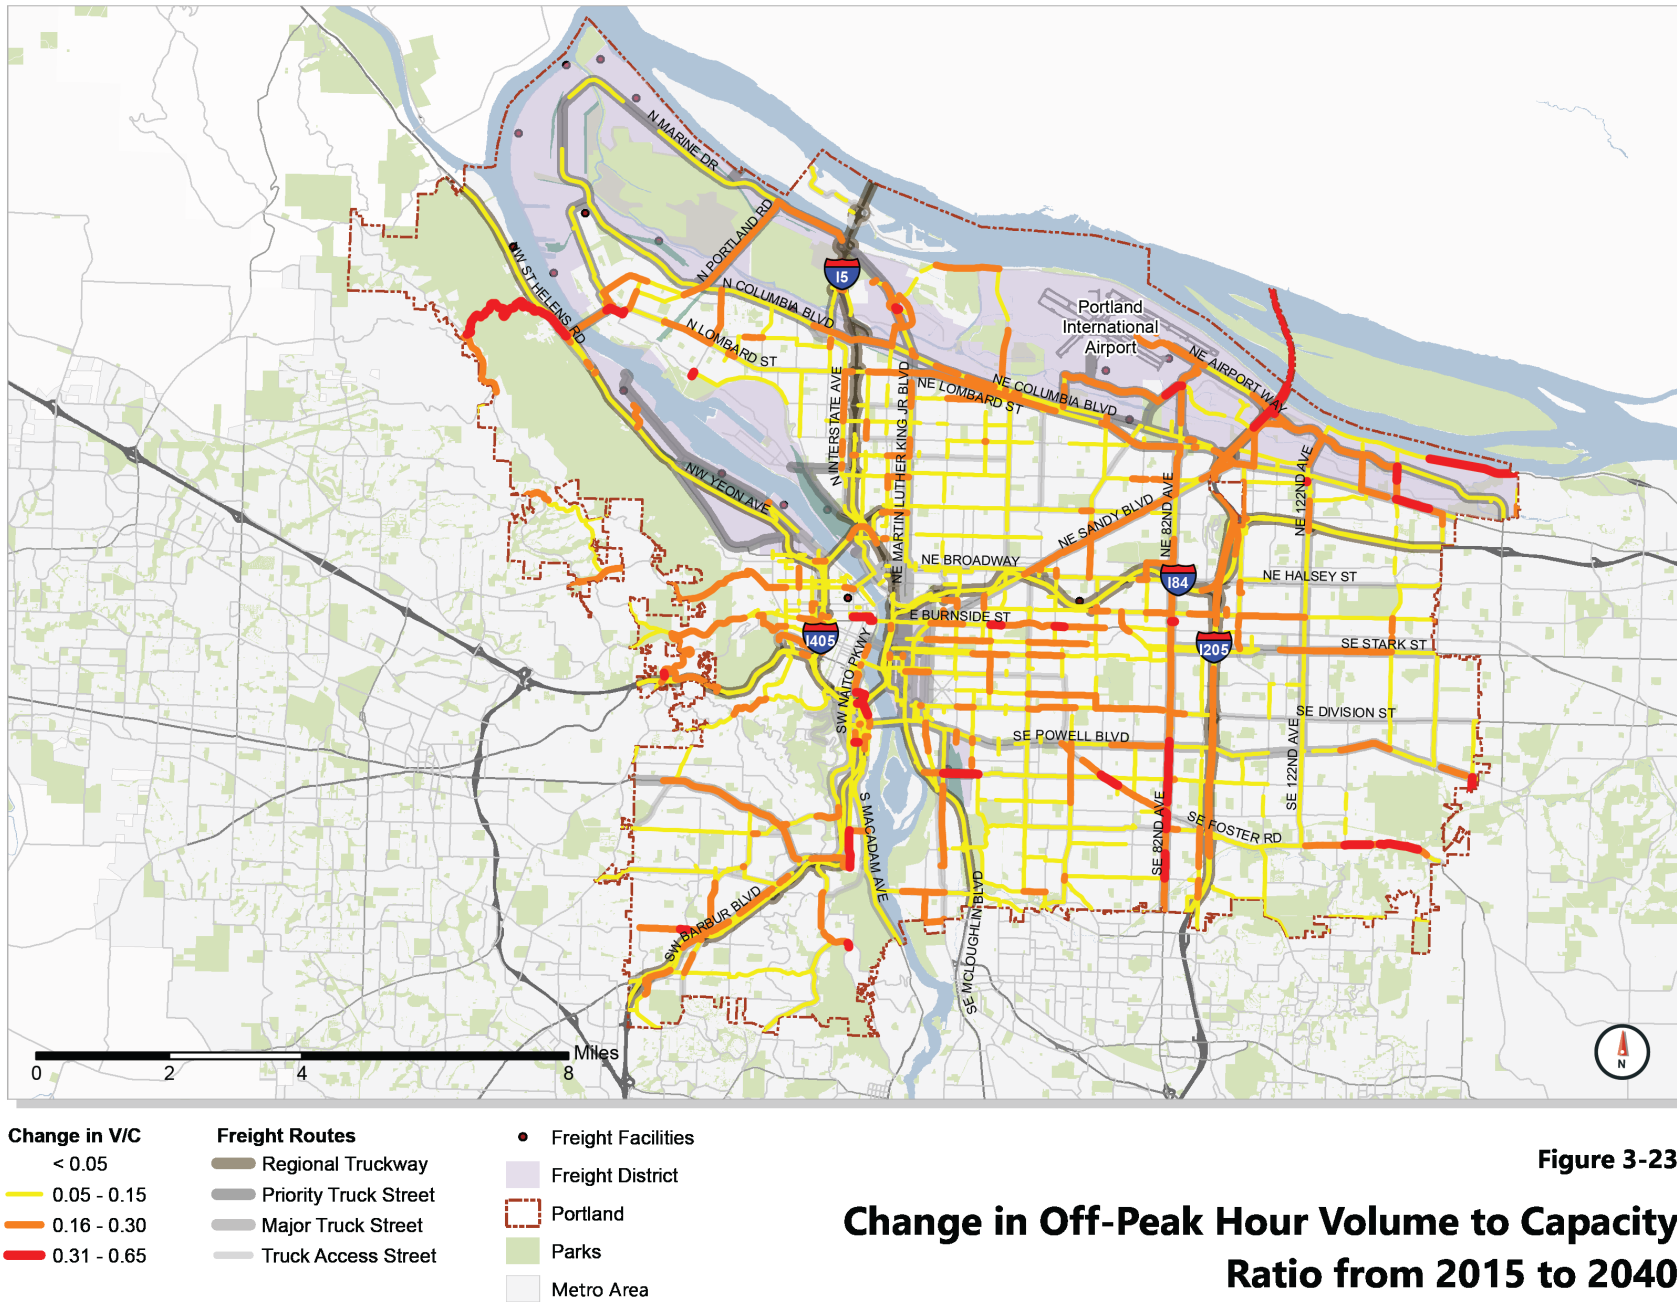 N MARINE DR
N PORTLAND RD
I5
NW ST HELENS RD
N COLUMBIA BLVD
N LOMBARD ST
Portland
International
Airport
NE AIRPORT WAY
NE COLUMBIA BLVD
NE LOMBARD ST
N INTERSTATE AVE
NE MARTIN LUTHER KING JR BLVD
NW YEON AVE
NE SANDY BLVD
NE 82ND AVE
NE 122ND AVE
NE BROADWAY
I84
NE HALSEY ST
E BURNSIDE ST
I405
I205
SE STARK ST
SW NAITO PKWY
SE DIVISION ST
SE POWELL BLVD
SE 122ND AVE
S MACADAM AVE
SE 82ND AVE
SE FOSTER RD
SW BARBUR BLVD
SE MCLOUGHLIN BLVD
Miles
0 2 4 8
N
Change in V/C
< 0.05
0.05 - 0.15
0.16 - 0.30
0.31 - 0.65
Freight Routes
Regional Truckway
Priority Truck Street
Major Truck Street
Truck Access Street
Freight Facilities
Freight District
Portland
Parks
Metro Area
Figure 3-23
Change in Off-Peak Hour Volume to Capacity
Ratio from 2015 to 2040